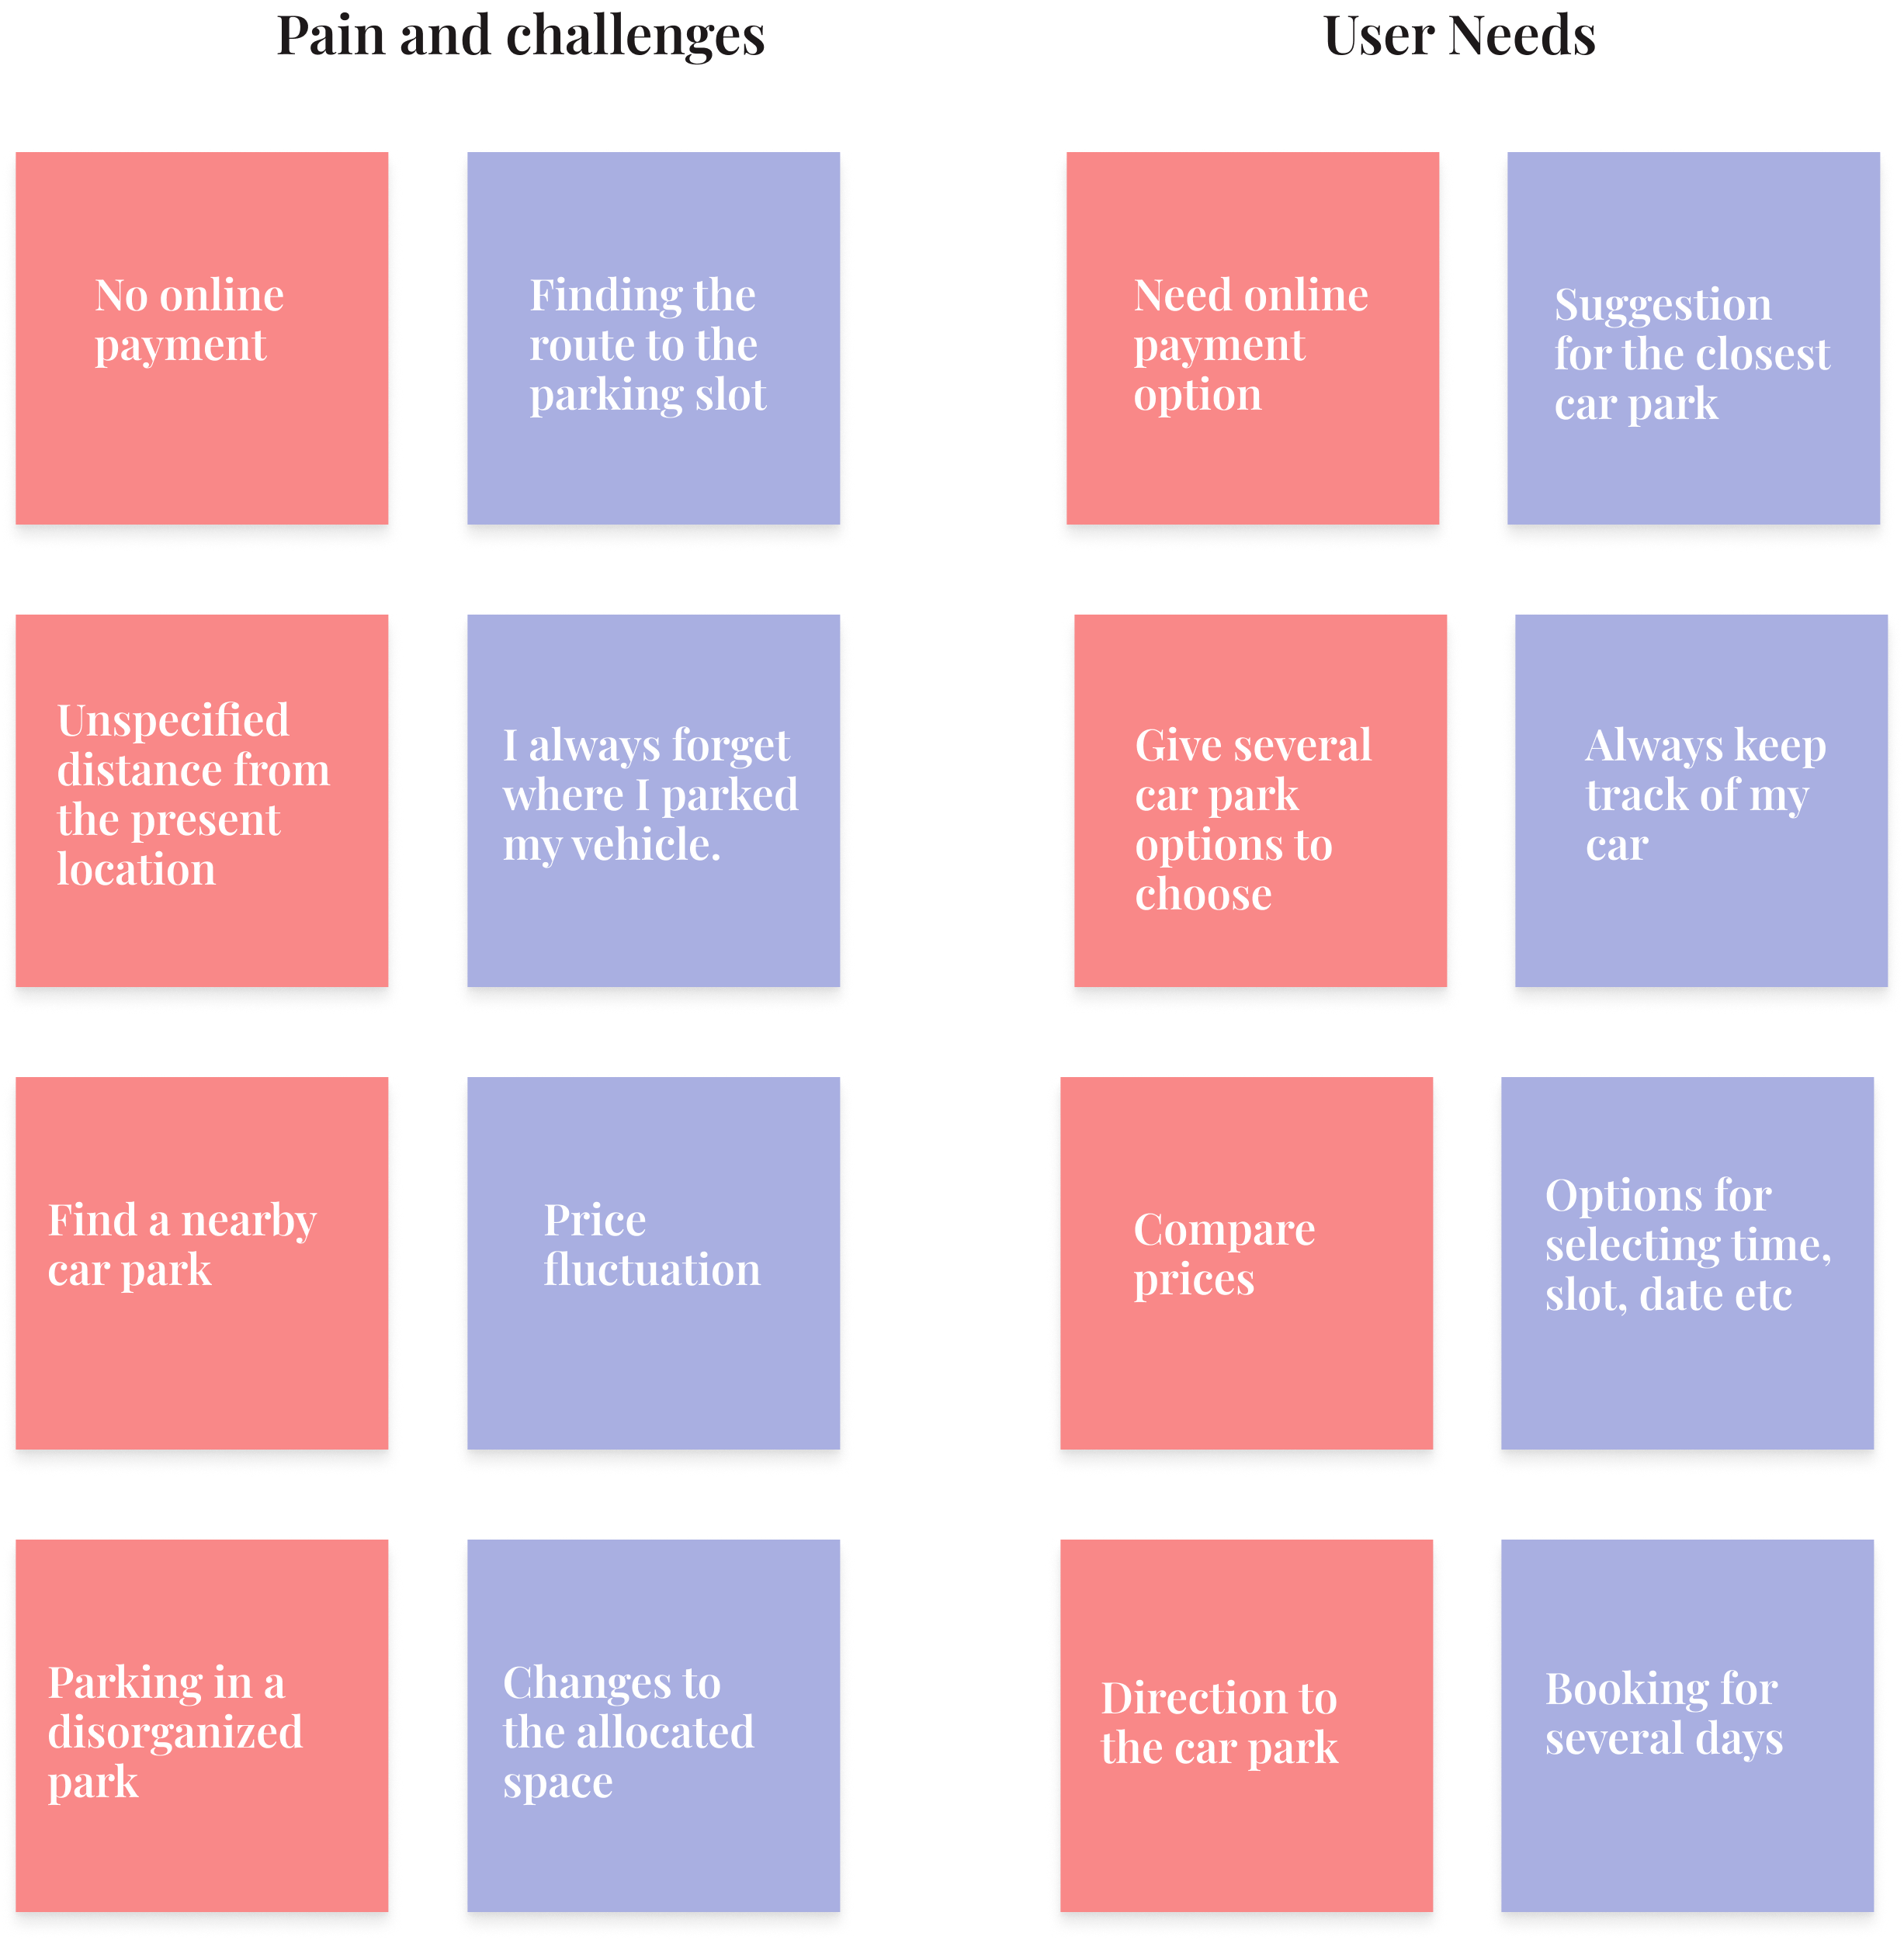 Pain and challenges
No online
payment
Finding the
route to the
parking slot
Unspecified
distance from
the present
location
I always forget
where I parked
my vehicle.
Find a nearby
car park
Price
fluctuation
Parking in a
disorganized
park
Changes to
the allocated
space
User Needs
Need online
payment
option
Suggestion
for the closest
car park
Give several
car park
options to
choose
Always keep
track of my
car
Compare
prices
Options for
selecting time,
slot, date etc
Direction to
the car park
Booking for
several days